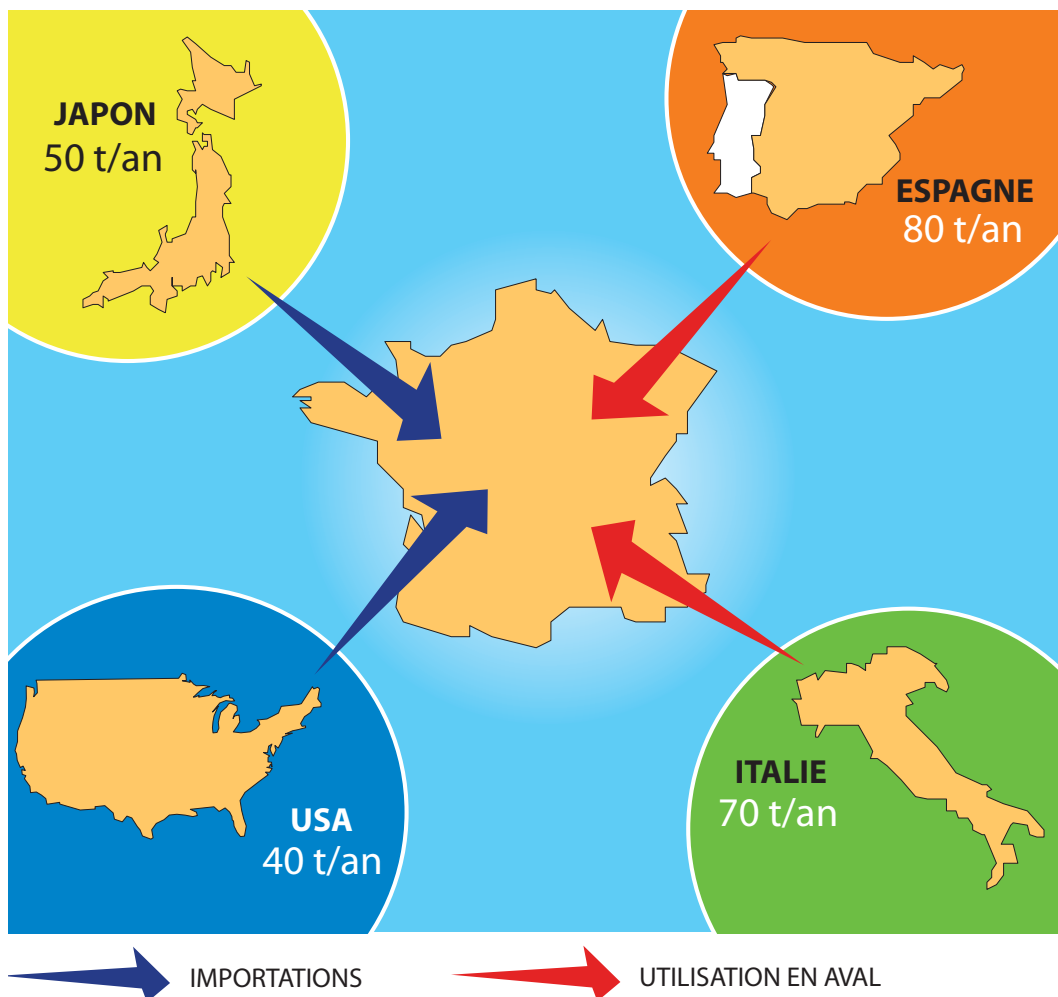 JAPON
50 t/an
ESPAGNE
80 t/an
USA
40 t/an
ITALIE
70 t/an
IMPORTATIONS
UTILISATION EN AVAL